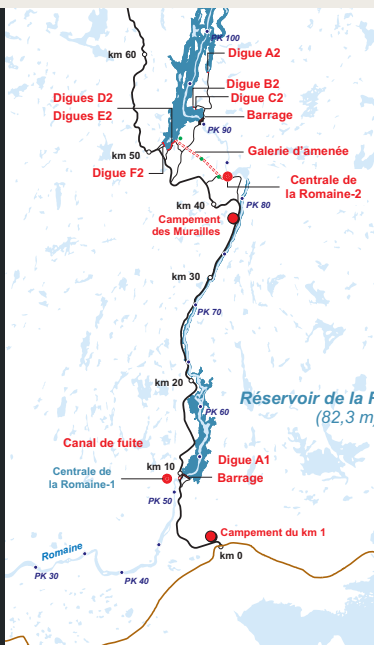 PK 100
km 60
Digue A2
Digue B2
Digues D2
Digue C2
Digues E2
Barrage
PK 90
km 50
Galerie d'amenée
Digue F2
Centrale de
la Romaine-2
km 40
PK 80
Campement
des Murailles
km 30
PK 70
km 20
Réservoir de la R
(82,3 m
PK 60
Canal de fuite
Digue A1
km 10
Centrale de
la Romaine-1
Barrage
PK 50
Campement du km 1
Romaine
km 0
PK 30
PK 40